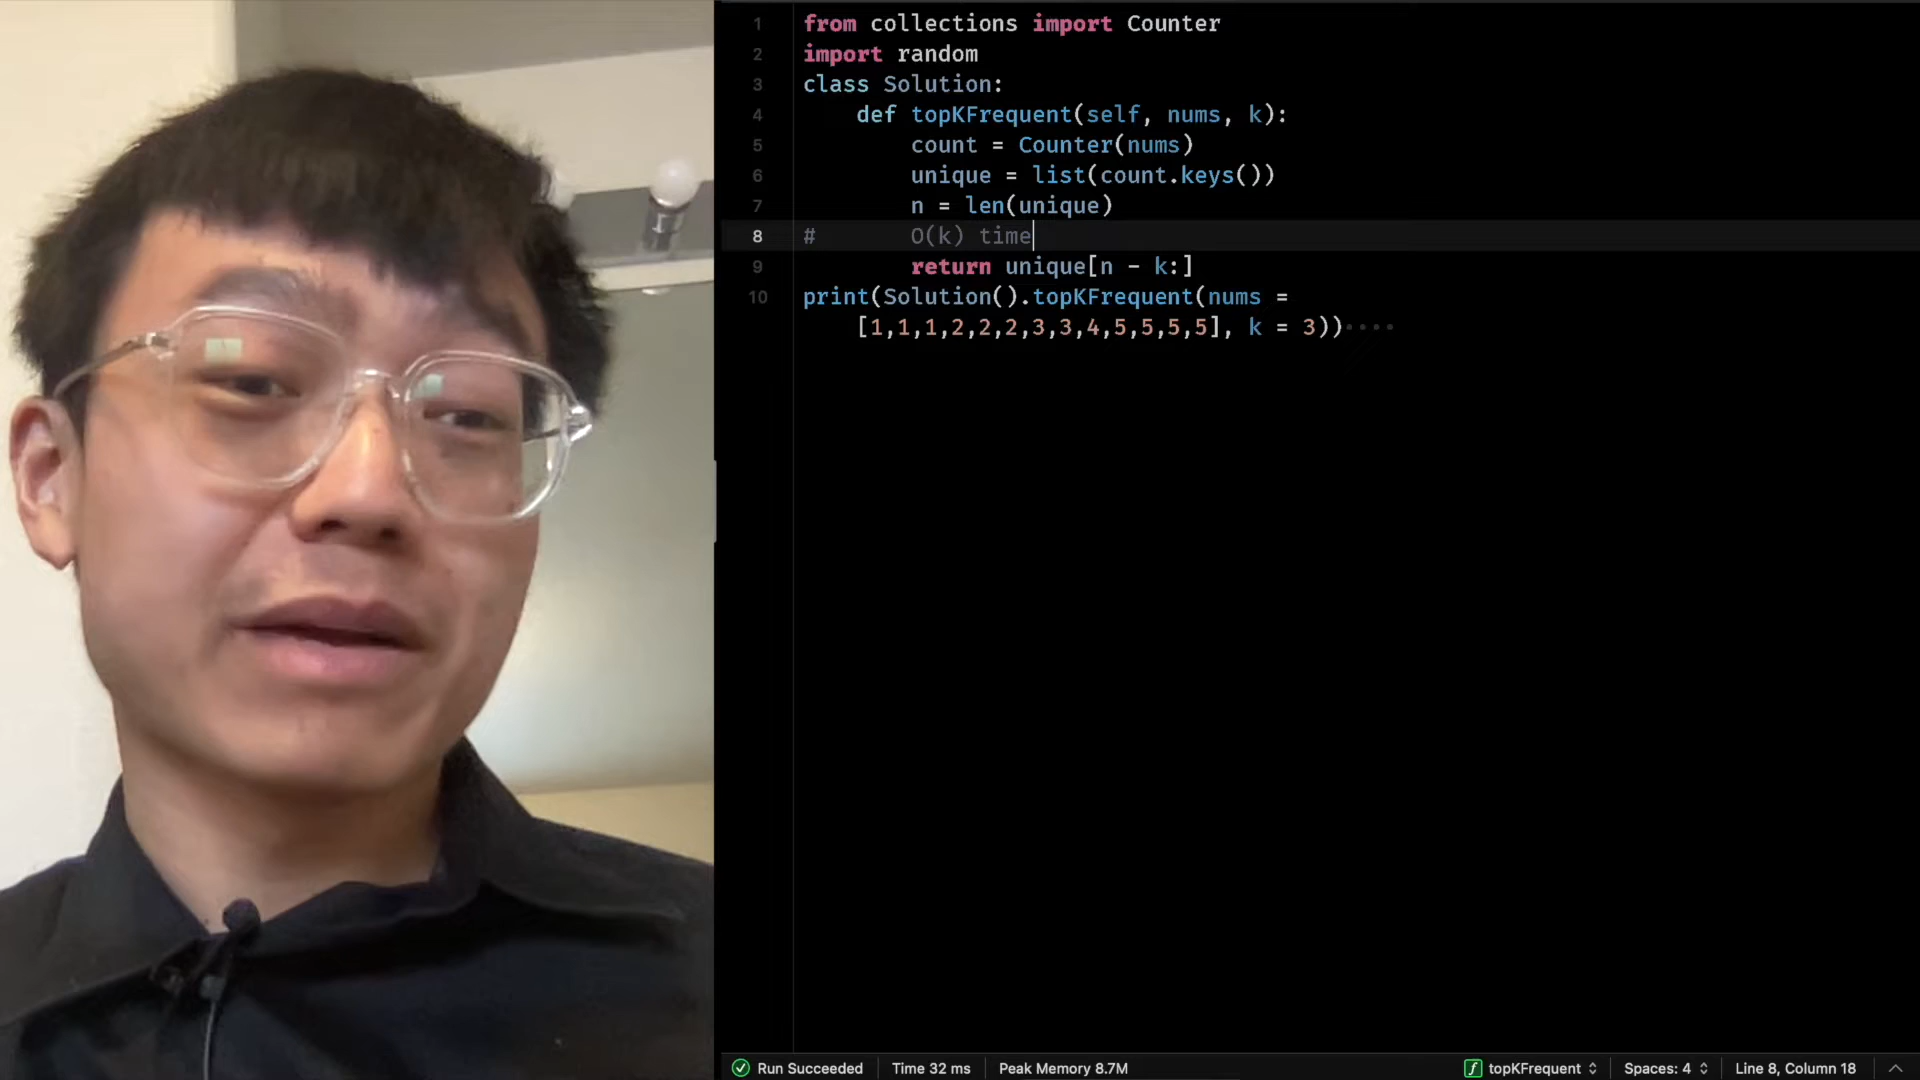 1 from collections import Counter
2 import random
3 class Solution:
4 def topKFrequent(self, nums, k):
5 count = Counter(nums)
6 unique = list(count.keys())
7 n = len(unique)
8 # O(k) time
9 return unique[n - k:]
10 print(Solution().topKFrequent(nums =
[1,1,1,2,2,2,3,3,4,5,5,5,5], k = 3))
Run Succeeded Time 32 ms Peak Memory 8.7M topKFrequent Spaces: 4 Line 8, Column 18